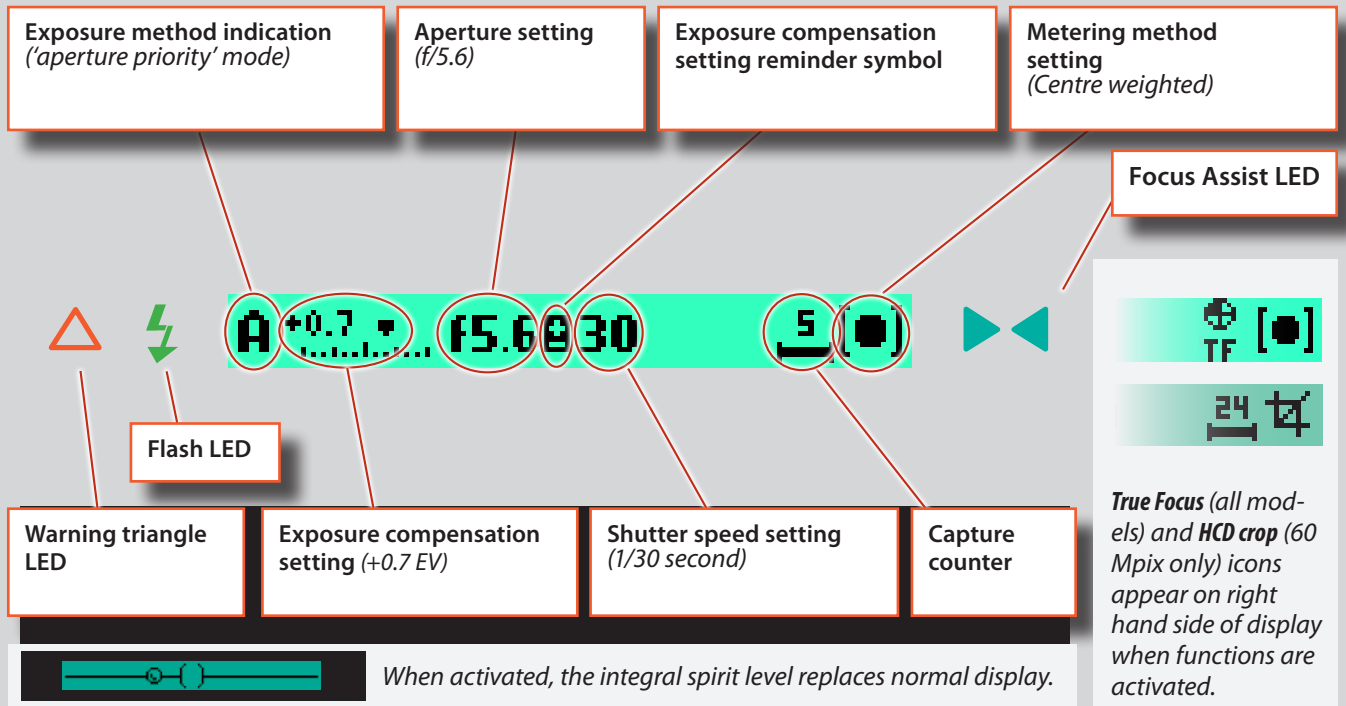 Exposure method indication
('aperture priority' mode)
Aperture setting
(f/5.6)
Exposure compensation
setting reminder symbol
Metering method
setting
(Centre weighted)
Focus Assist LED
A +0.7 f5.6 30 5
TF
24
Flash LED
Warning triangle
LED
Exposure compensation
setting (+0.7 EV)
Shutter speed setting
(1/30 second)
Capture
counter
True Focus (all mod-
els) and HCD crop (60
Mpix only) icons
appear on right
hand side of display
when functions are
activated.
When activated, the integral spirit level replaces normal display.